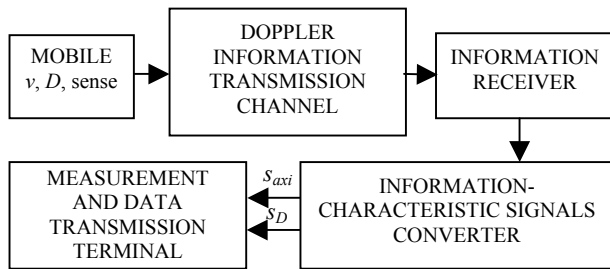 MOBILE
v, D, sense
DOPPLER
INFORMATION
TRANSMISSION
CHANNEL
INFORMATION
RECEIVER
MEASUREMENT
AND DATA
TRANSMISSION
TERMINAL
s_axi
s_D
INFORMATION-
CHARACTERISTIC SIGNALS
CONVERTER